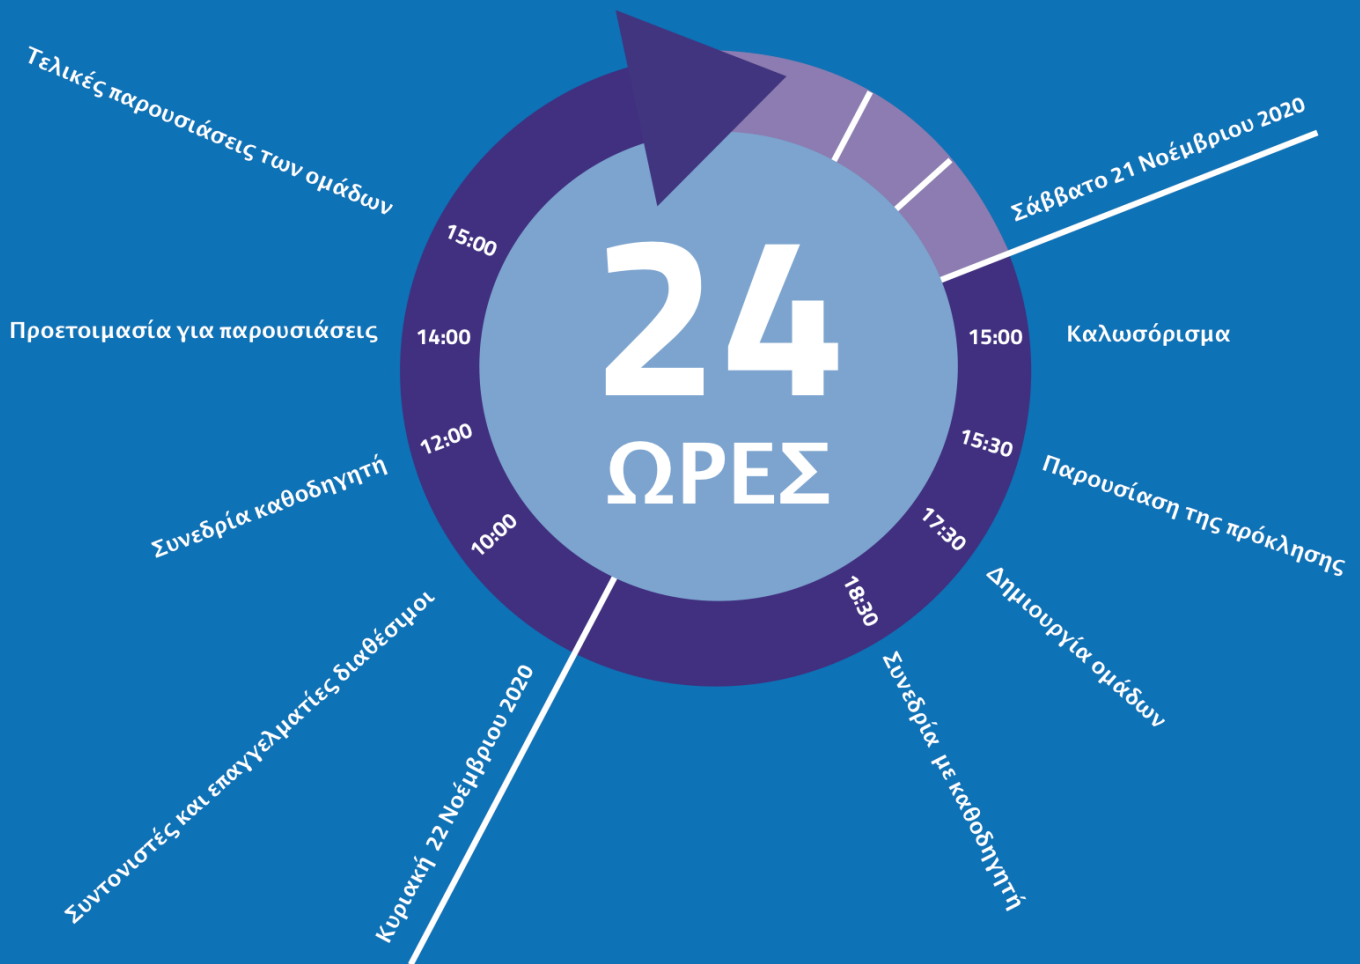 24
ΩΡΕΣ
Σάββατο 21 Νοέμβριου 2020
15:00
Καλωσόρισμα
15:30
Παρουσίαση της πρόκλησης
17:30
Δημιουργία ομάδων
18:30
Συνεδρία με καθοδηγητή
Κυριακή 22 Νοέμβριου 2020
10:00
Συντονιστές και επαγγελματίες διαθέσιμοι
12:00
Συνεδρία καθοδηγητή
14:00
Προετοιμασία για παρουσιάσεις
15:00
Τελικές παρουσιάσεις των ομάδων